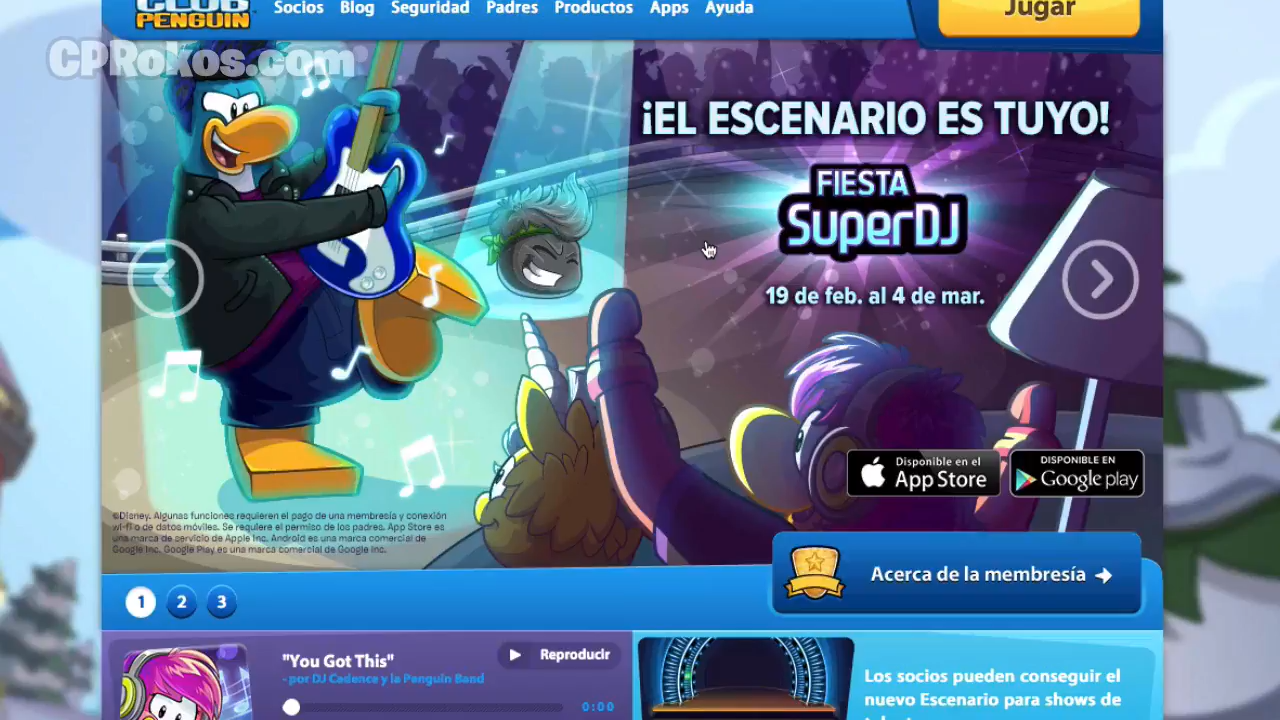 CLUB
PENGUIN
Socios Blog Seguridad Padres Productos Apps Ayuda
Jugar
CPRokos.com
¡EL ESCENARIO ES TUYO!
FIESTA
SuperDJ
19 de feb. al 4 de mar.
Disponible en el
App Store
DISPONIBLE EN
Google play
©Disney. Algunas funciones requieren el pago de una membresía y conexión
wi-fi o de datos móviles. Se requiere el permiso de los padres. App Store es
una marca de servicio de Apple Inc. Android es una marca comercial de
Google Inc. Google Play es una marca comercial de Google Inc.
Acerca de la membresía
1 2 3
"You Got This"
- por DJ Cadence y la Penguin Band
Reproducir
0:00
Los socios pueden conseguir el
nuevo Escenario para shows de